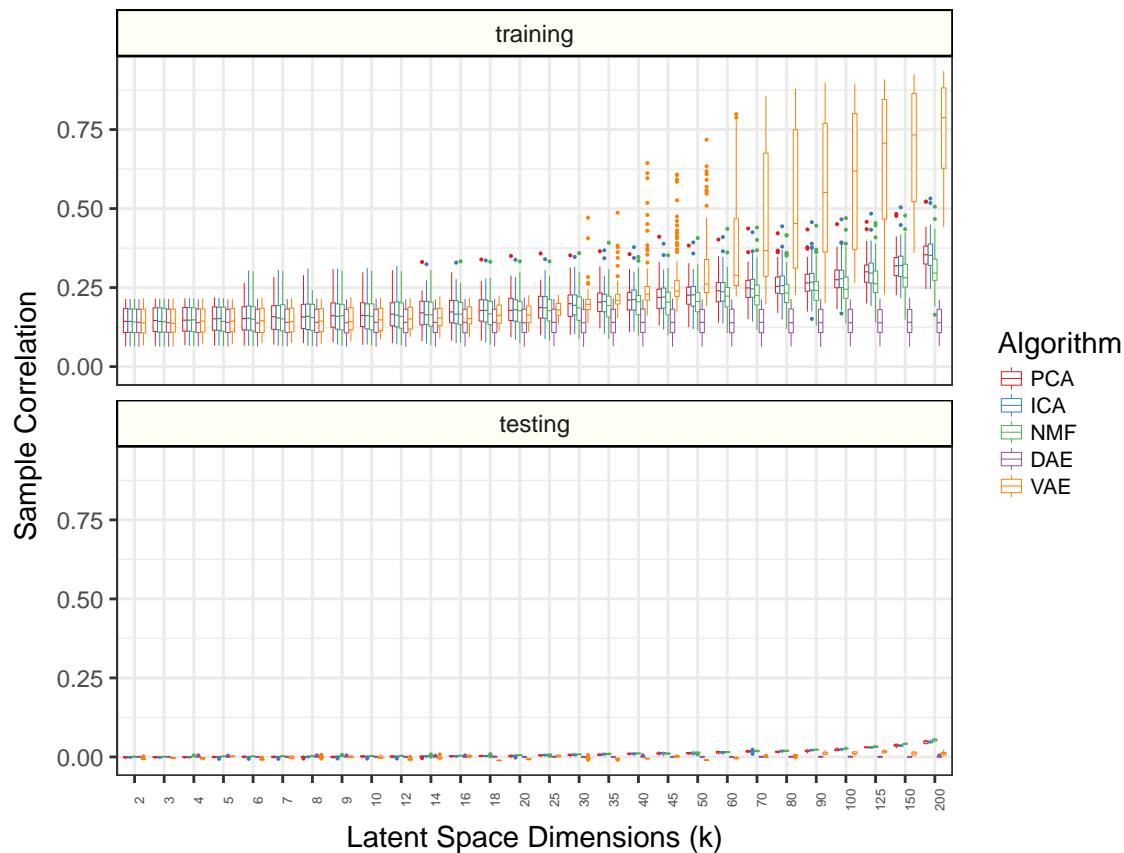 training
0.75
0.50
0.25
0.00
testing
0.75
0.50
0.25
0.00
Sample Correlation
2 3 4 5 6 7 8 9 10 12 14 16 18 20 25 30 35 40 45 50 60 70 80 90 100 125 150 200
Latent Space Dimensions (k)
Algorithm
PCA
ICA
NMF
DAE
VAE